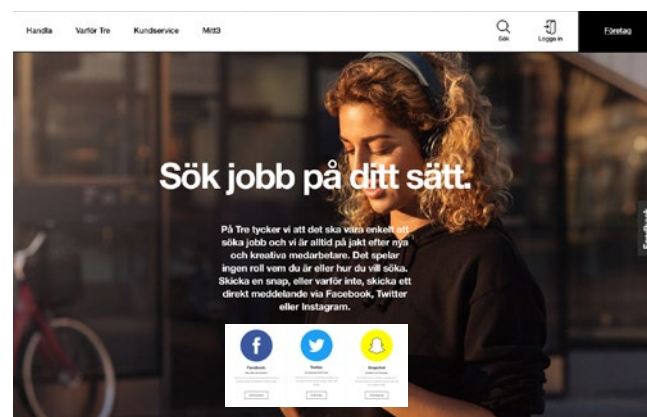 Handla Varför Tre Kundservice Mitt3 Sök Logga in Företag
Sök jobb på ditt sätt.
På Tre tycker vi att det ska vara enkelt att
söka jobb och vi är alltid på jakt efter nya
och kreativa medarbetare. Det spelar
ingen roll vem du är eller hur du vill söka.
Skicka en snap, eller varför inte, skicka ett
direkt meddelande via Facebook, Twitter
eller Instagram.
Feedback
Facebook Twitter Snapchat